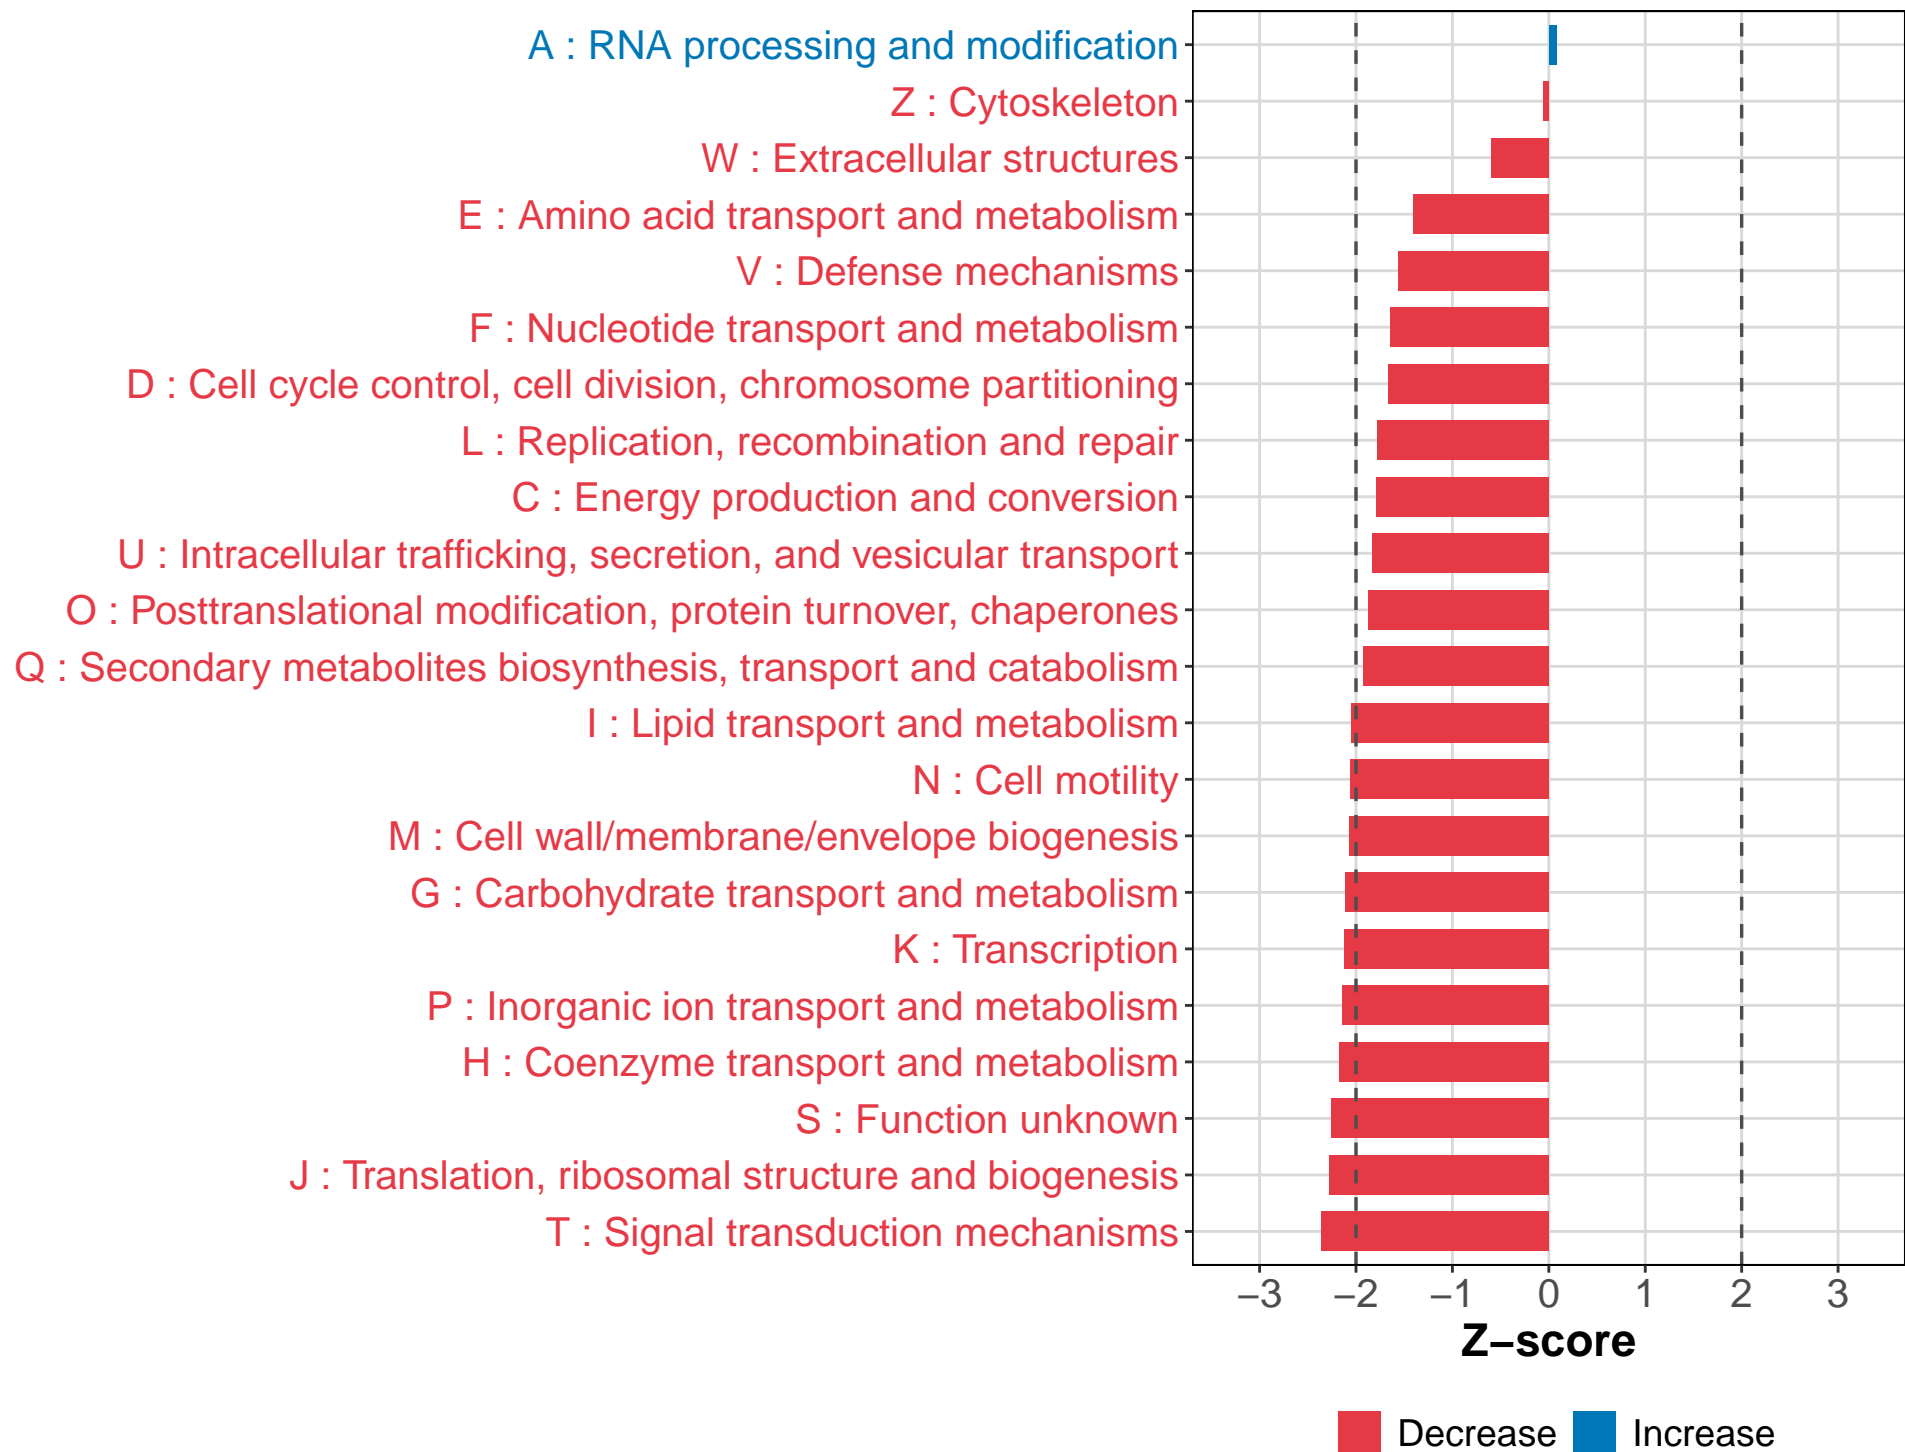 A : RNA processing and modification
Z : Cytoskeleton
W : Extracellular structures
E : Amino acid transport and metabolism
V : Defense mechanisms
F : Nucleotide transport and metabolism
D : Cell cycle control, cell division, chromosome partitioning
L : Replication, recombination and repair
C : Energy production and conversion
U : Intracellular trafficking, secretion, and vesicular transport
O : Posttranslational modification, protein turnover, chaperones
Q : Secondary metabolites biosynthesis, transport and catabolism
I : Lipid transport and metabolism
N : Cell motility
M : Cell wall/membrane/envelope biogenesis
G : Carbohydrate transport and metabolism
K : Transcription
P : Inorganic ion transport and metabolism
H : Coenzyme transport and metabolism
S : Function unknown
J : Translation, ribosomal structure and biogenesis
T : Signal transduction mechanisms
−3 −2 −1 0 1 2 3
Z−score
Decrease Increase